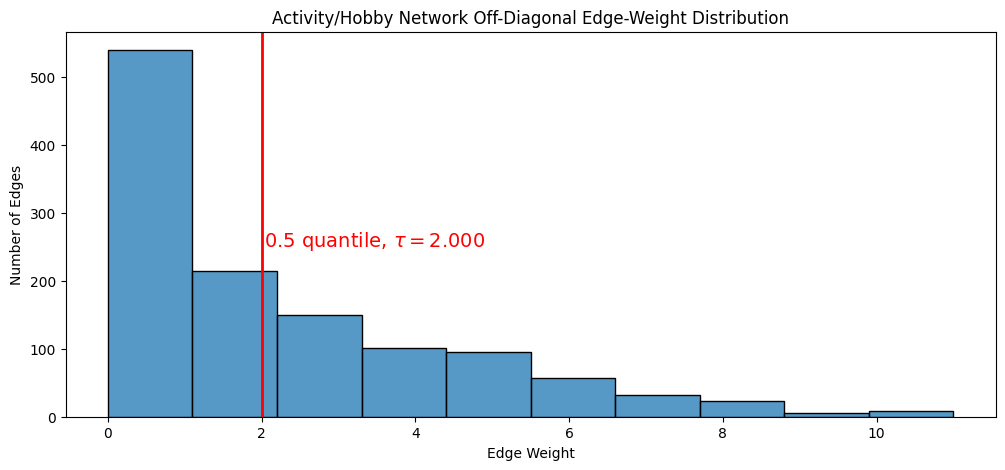 Activity/Hobby Network Off-Diagonal Edge-Weight Distribution
Number of Edges
500
400
300
200
100
0
0.5 quantile, τ = 2.000
0 2 4 6 8 10
Edge Weight